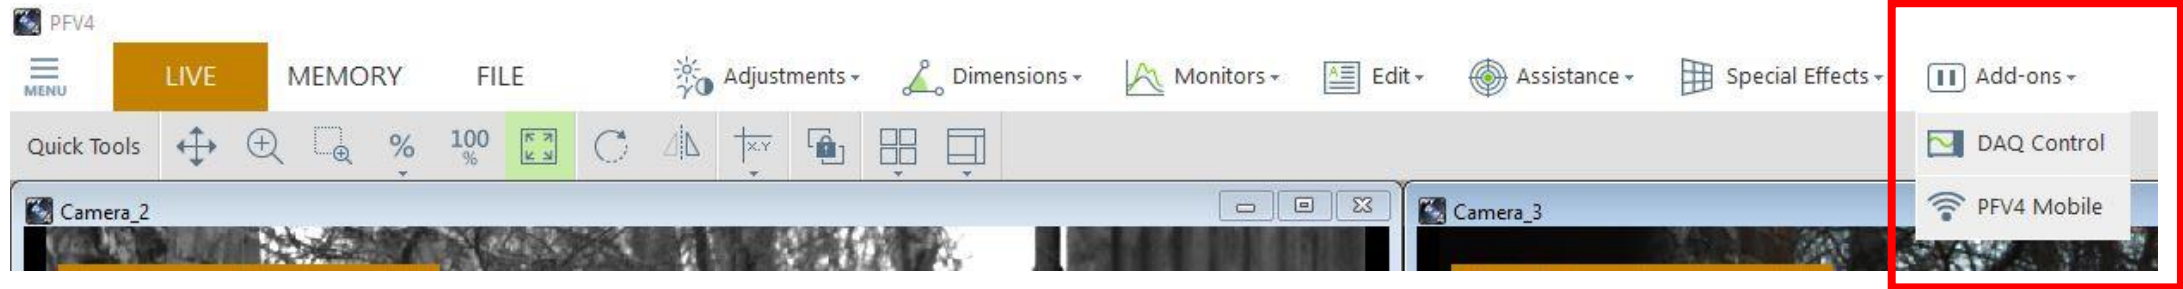 PFV4
MENU LIVE MEMORY FILE Adjustments Dimensions Monitors Edit Assistance Special Effects Add-ons
Quick Tools % 100 % X.Y DAQ Control
Camera_2 Camera_3 PFV4 Mobile